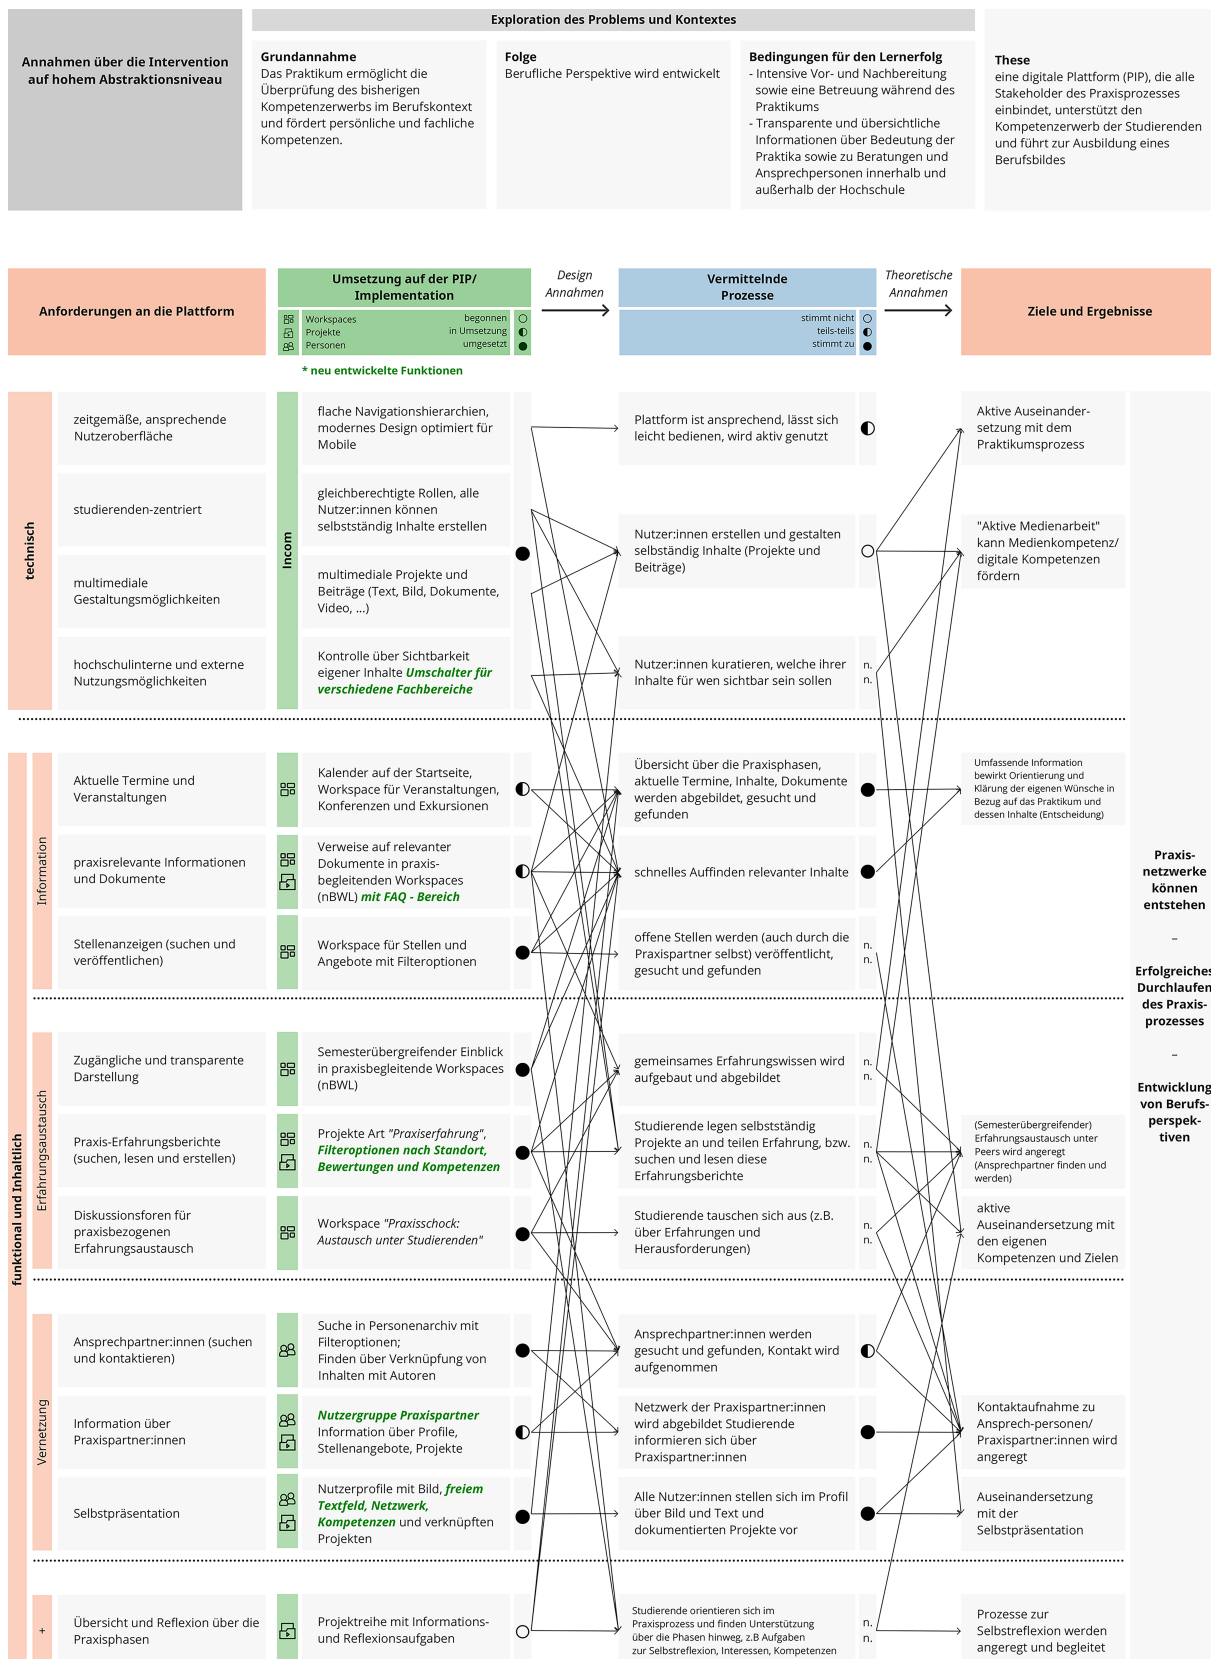 Annahmen über die Intervention
auf hohem Abstraktionsniveau
Exploration des Problems und Kontextes
Grundannahme
Das Praktikum ermöglicht die
Überprüfung des bisherigen
Kompetenzerwerbs im Berufskontext
und fördert persönliche und fachliche
Kompetenzen.
Folge
Berufliche Perspektive wird entwickelt
Bedingungen für den Lernerfolg
- Intensive Vor- und Nachbereitung
sowie eine Betreuung während des
Praktikums
- Transparente und übersichtliche
Informationen über Bedeutung der
Praktika sowie zu Beratungen und
Ansprechpersonen innerhalb und
außerhalb der Hochschule
These
eine digitale Plattform (PIP), die alle
Stakeholder des Praxisprozesses
einbindet, unterstützt den
Kompetenzerwerb der Studierenden
und führt zur Ausbildung eines
Berufsbildes
Anforderungen an die Plattform
Umsetzung auf der PIP/
Implementation
Workspaces
Projekte
Personen
begonnen
in Umsetzung
umgesetzt
* neu entwickelte Funktionen
Design
Annahmen
Vermittelnde
Prozesse
stimmt nicht
teils-teils
stimmt zu
Theoretische
Annahmen
Ziele und Ergebnisse
technisch
Incom
zeitgemäße, ansprechende
Nutzeroberfläche
flache Navigationshierarchien,
modernes Design optimiert für
Mobile
Plattform ist ansprechend, lässt sich
leicht bedienen, wird aktiv genutzt
Aktive Auseinander-
setzung mit dem
Praktikumsprozess
studierenden-zentriert
gleichberechtigte Rollen, alle
Nutzer:innen können
selbstständig Inhalte erstellen
Nutzer:innen erstellen und gestalten
selbständig Inhalte (Projekte und
Beiträge)
"Aktive Medienarbeit"
kann Medienkompetenz/
digitale Kompetenzen
fördern
multimediale
Gestaltungsmöglichkeiten
multimediale Projekte und
Beiträge (Text, Bild, Dokumente,
Video, ...)
hochschulinterne und externe
Nutzungsmöglichkeiten
Kontrolle über Sichtbarkeit
eigener Inhalte Umschalter für
verschiedene Fachbereiche
Nutzer:innen kuratieren, welche ihrer
Inhalte für wen sichtbar sein sollen
n.
n.
funktional und Inhaltlich
Information
Aktuelle Termine und
Veranstaltungen
Kalender auf der Startseite,
Workspace für Veranstaltungen,
Konferenzen und Exkursionen
Übersicht über die Praxisphasen,
aktuelle Termine, Inhalte, Dokumente
werden abgebildet, gesucht und
gefunden
Umfassende Information
bewirkt Orientierung und
Klärung der eigenen Wünsche in
Bezug auf das Praktikum und
dessen Inhalte (Entscheidung)
praxisrelevante Informationen
und Dokumente
Verweise auf relevanter
Dokumente in praxis-
begleitenden Workspaces
(nBWL) mit FAQ - Bereich
schnelles Auffinden relevanter Inhalte
Stellenanzeigen (suchen und
veröffentlichen)
Workspace für Stellen und
Angebote mit Filteroptionen
offene Stellen werden (auch durch die
Praxispartner selbst) veröffentlicht,
gesucht und gefunden
n.
n.
Praxis-
netzwerke
können
entstehen
–
Erfolgreiches
Durchlaufen
des Praxis-
prozesses
–
Entwicklung
von Berufs-
perspek-
tiven
Erfahrungsaustausch
Zugängliche und transparente
Darstellung
Semesterübergreifender Einblick
in praxisbegleitende Workspaces
(nBWL)
gemeinsames Erfahrungswissen wird
aufgebaut und abgebildet
n.
n.
Praxis-Erfahrungsberichte
(suchen, lesen und erstellen)
Projekte Art "Praxiserfahrung",
Filteroptionen nach Standort,
Bewertungen und Kompetenzen
Studierende legen selbstständig
Projekte an und teilen Erfahrung, bzw.
suchen und lesen diese
Erfahrungsberichte
n.
n.
(Semesterübergreifender)
Erfahrungsaustausch unter
Peers wird angeregt
(Ansprechpartner finden und
werden)
Diskussionsforen für
praxisbezogenen
Erfahrungsaustausch
Workspace "Praxisschock:
Austausch unter Studierenden"
Studierende tauschen sich aus (z.B.
über Erfahrungen und
Herausforderungen)
n.
n.
aktive
Auseinandersetzung mit
den eigenen
Kompetenzen und Zielen
Vernetzung
Ansprechpartner:innen (suchen
und kontaktieren)
Suche in Personenarchiv mit
Filteroptionen;
Finden über Verknüpfung von
Inhalten mit Autoren
Ansprechpartner:innen werden
gesucht und gefunden, Kontakt wird
aufgenommen
Information über
Praxispartner:innen
Nutzergruppe Praxispartner
Information über Profile,
Stellenangebote, Projekte
Netzwerk der Praxispartner:innen
wird abgebildet Studierende
informieren sich über
Praxispartner:innen
Kontaktaufnahme zu
Ansprech-personen/
Praxispartner:innen wird
angeregt
Selbstpräsentation
Nutzerprofile mit Bild, freiem
Textfeld, Netzwerk,
Kompetenzen und verknüpften
Projekten
Alle Nutzer:innen stellen sich im Profil
über Bild und Text und
dokumentierten Projekte vor
Auseinandersetzung
mit der
Selbstpräsentation
+
Übersicht und Reflexion über die
Praxisphasen
Projektreihe mit Informations-
und Reflexionsaufgaben
Studierende orientieren sich im
Praxisprozess und finden Unterstützung
über die Phasen hinweg, z.B Aufgaben
zur Selbstreflexion, Interessen, Kompetenzen
n.
n.
Prozesse zur
Selbstreflexion werden
angeregt und begleitet